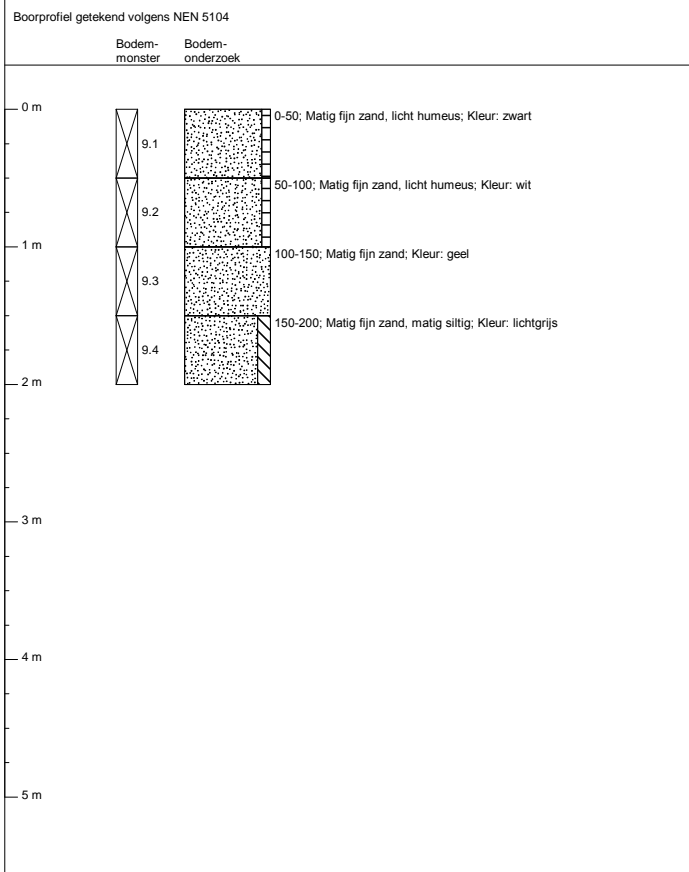 Boorprofiel getekend volgens NEN 5104
Bodem-
monster
Bodem-
onderzoek
0 m
9.1
0-50; Matig fijn zand, licht humeus; Kleur: zwart
9.2
50-100; Matig fijn zand, licht humeus; Kleur: wit
1 m
9.3
100-150; Matig fijn zand; Kleur: geel
9.4
150-200; Matig fijn zand, matig siltig; Kleur: lichtgrijs
2 m
3 m
4 m
5 m